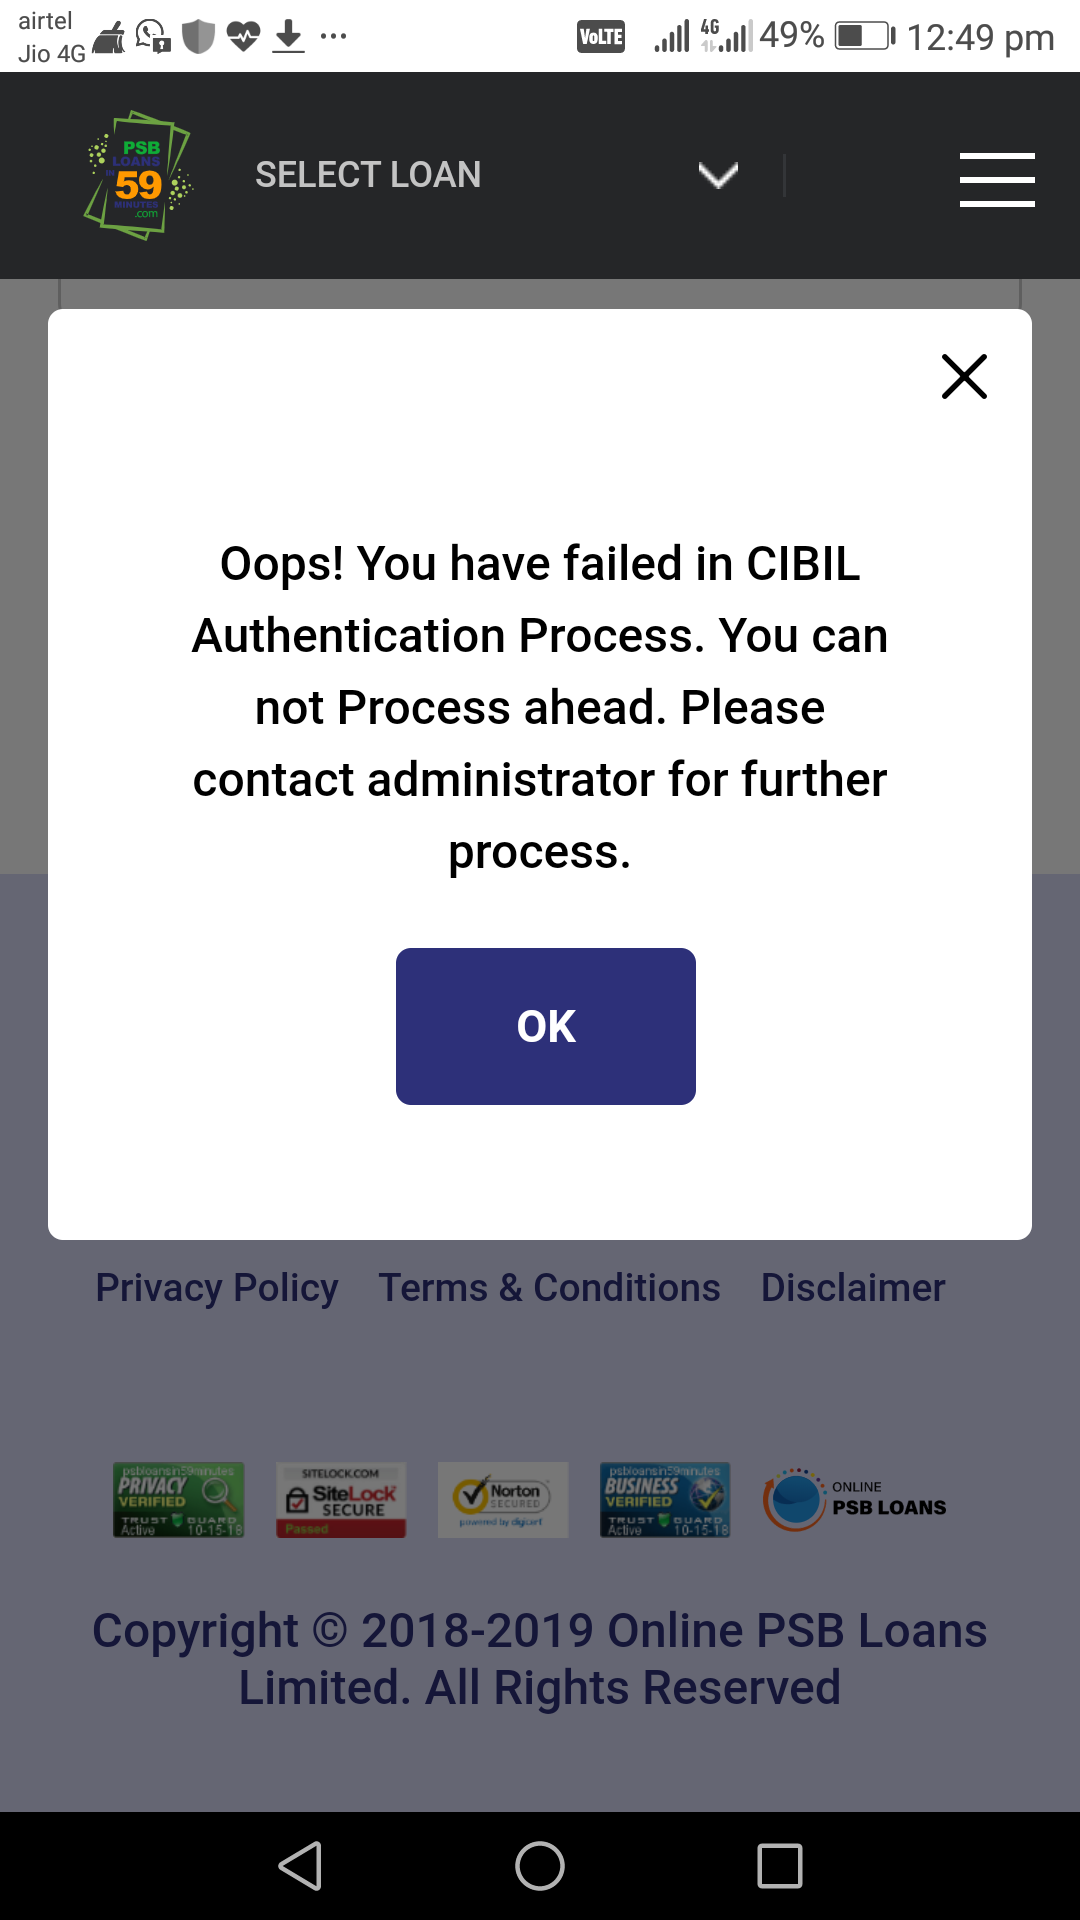 airtel
Jio 4G
VoLTE
4G
49%
12:49 pm
PSB
LOANS
IN
59
MINUTES
.com
SELECT LOAN
Oops! You have failed in CIBIL
Authentication Process. You can
not Process ahead. Please
contact administrator for further
process.
OK
Privacy Policy
Terms & Conditions
Disclaimer
psbloansin59minutes
PRIVACY
VERIFIED
TRUST GUARD
Active 10-15-18
SITELOCK.COM
SiteLock
SECURE
Passed
Norton
SECURED
powered by digicert
psbloansin59minutes
BUSINESS
VERIFIED
TRUST GUARD
Active 10-15-18
ONLINE
PSB LOANS
Copyright © 2018-2019 Online PSB Loans
Limited. All Rights Reserved